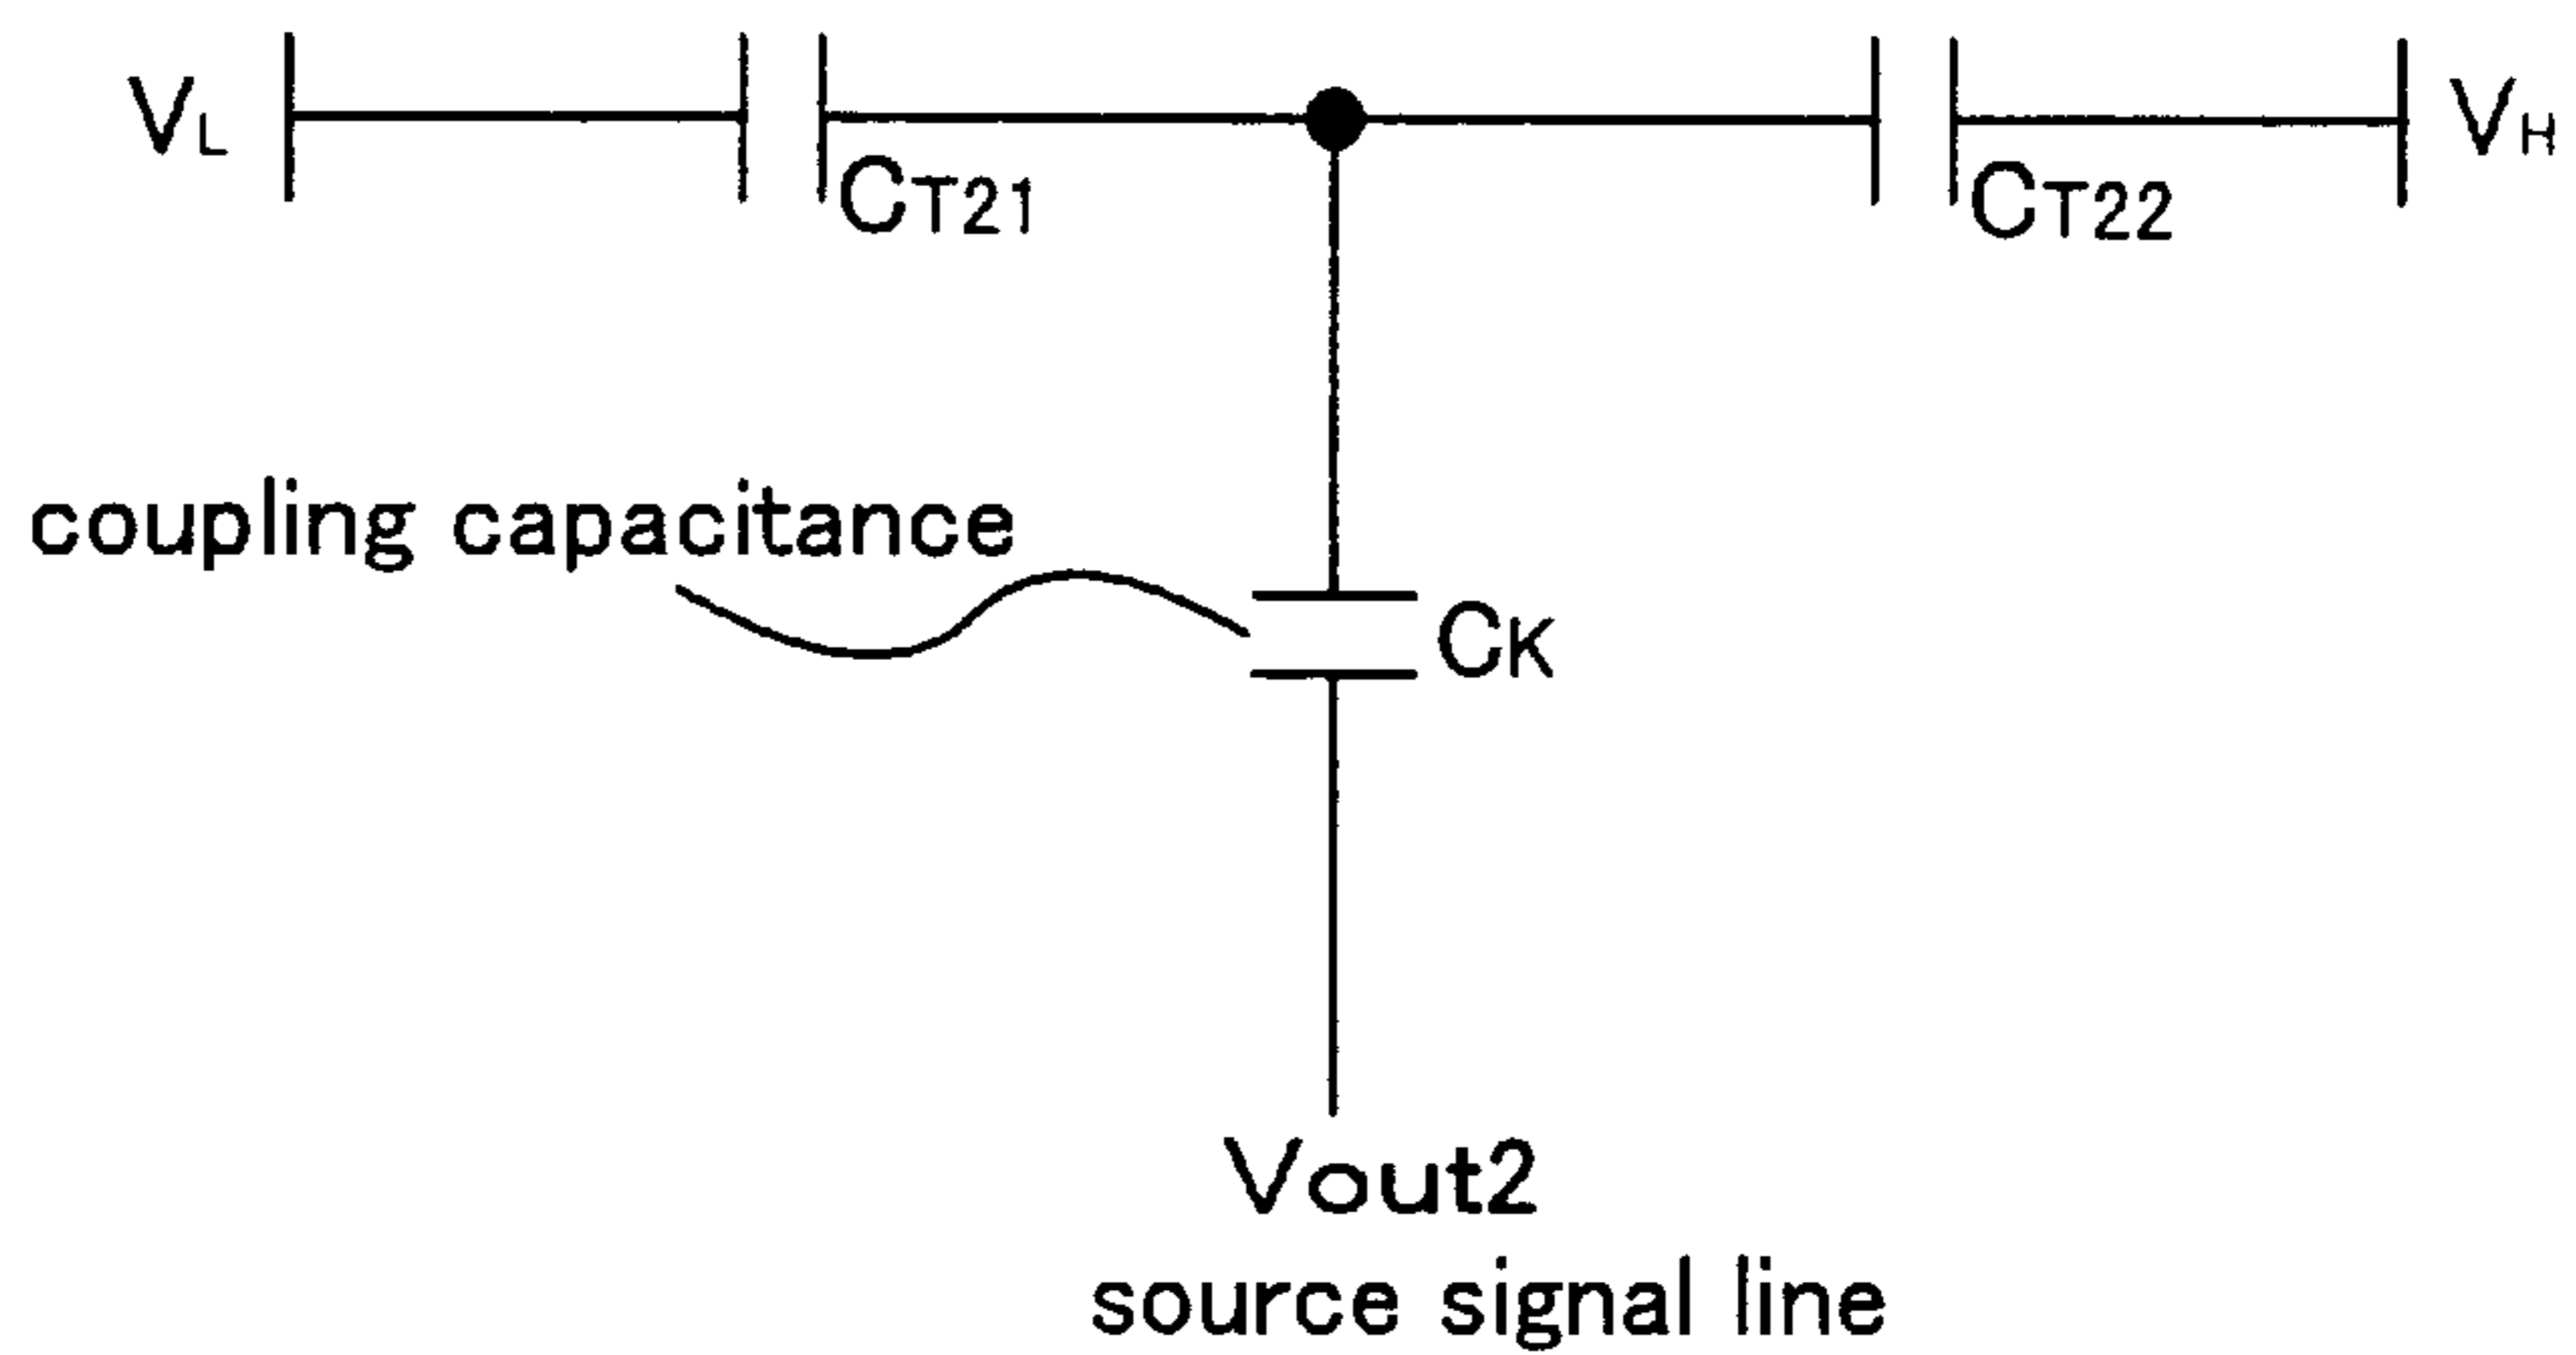 VL
VH
CT21
CT22
coupling capacitance
CK
Vout2
source signal line